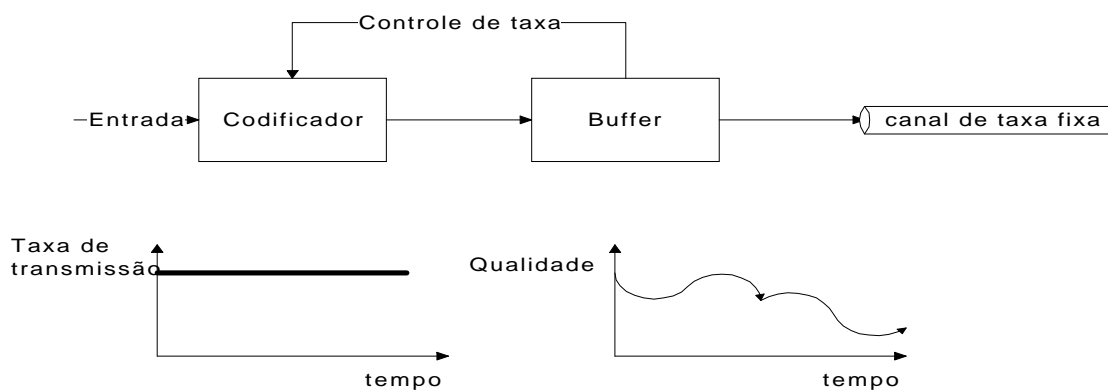 Controle de taxa
Entrada
Codificador
Buffer
canal de taxa fixa
Taxa de
transmissão
Qualidade
tempo
tempo